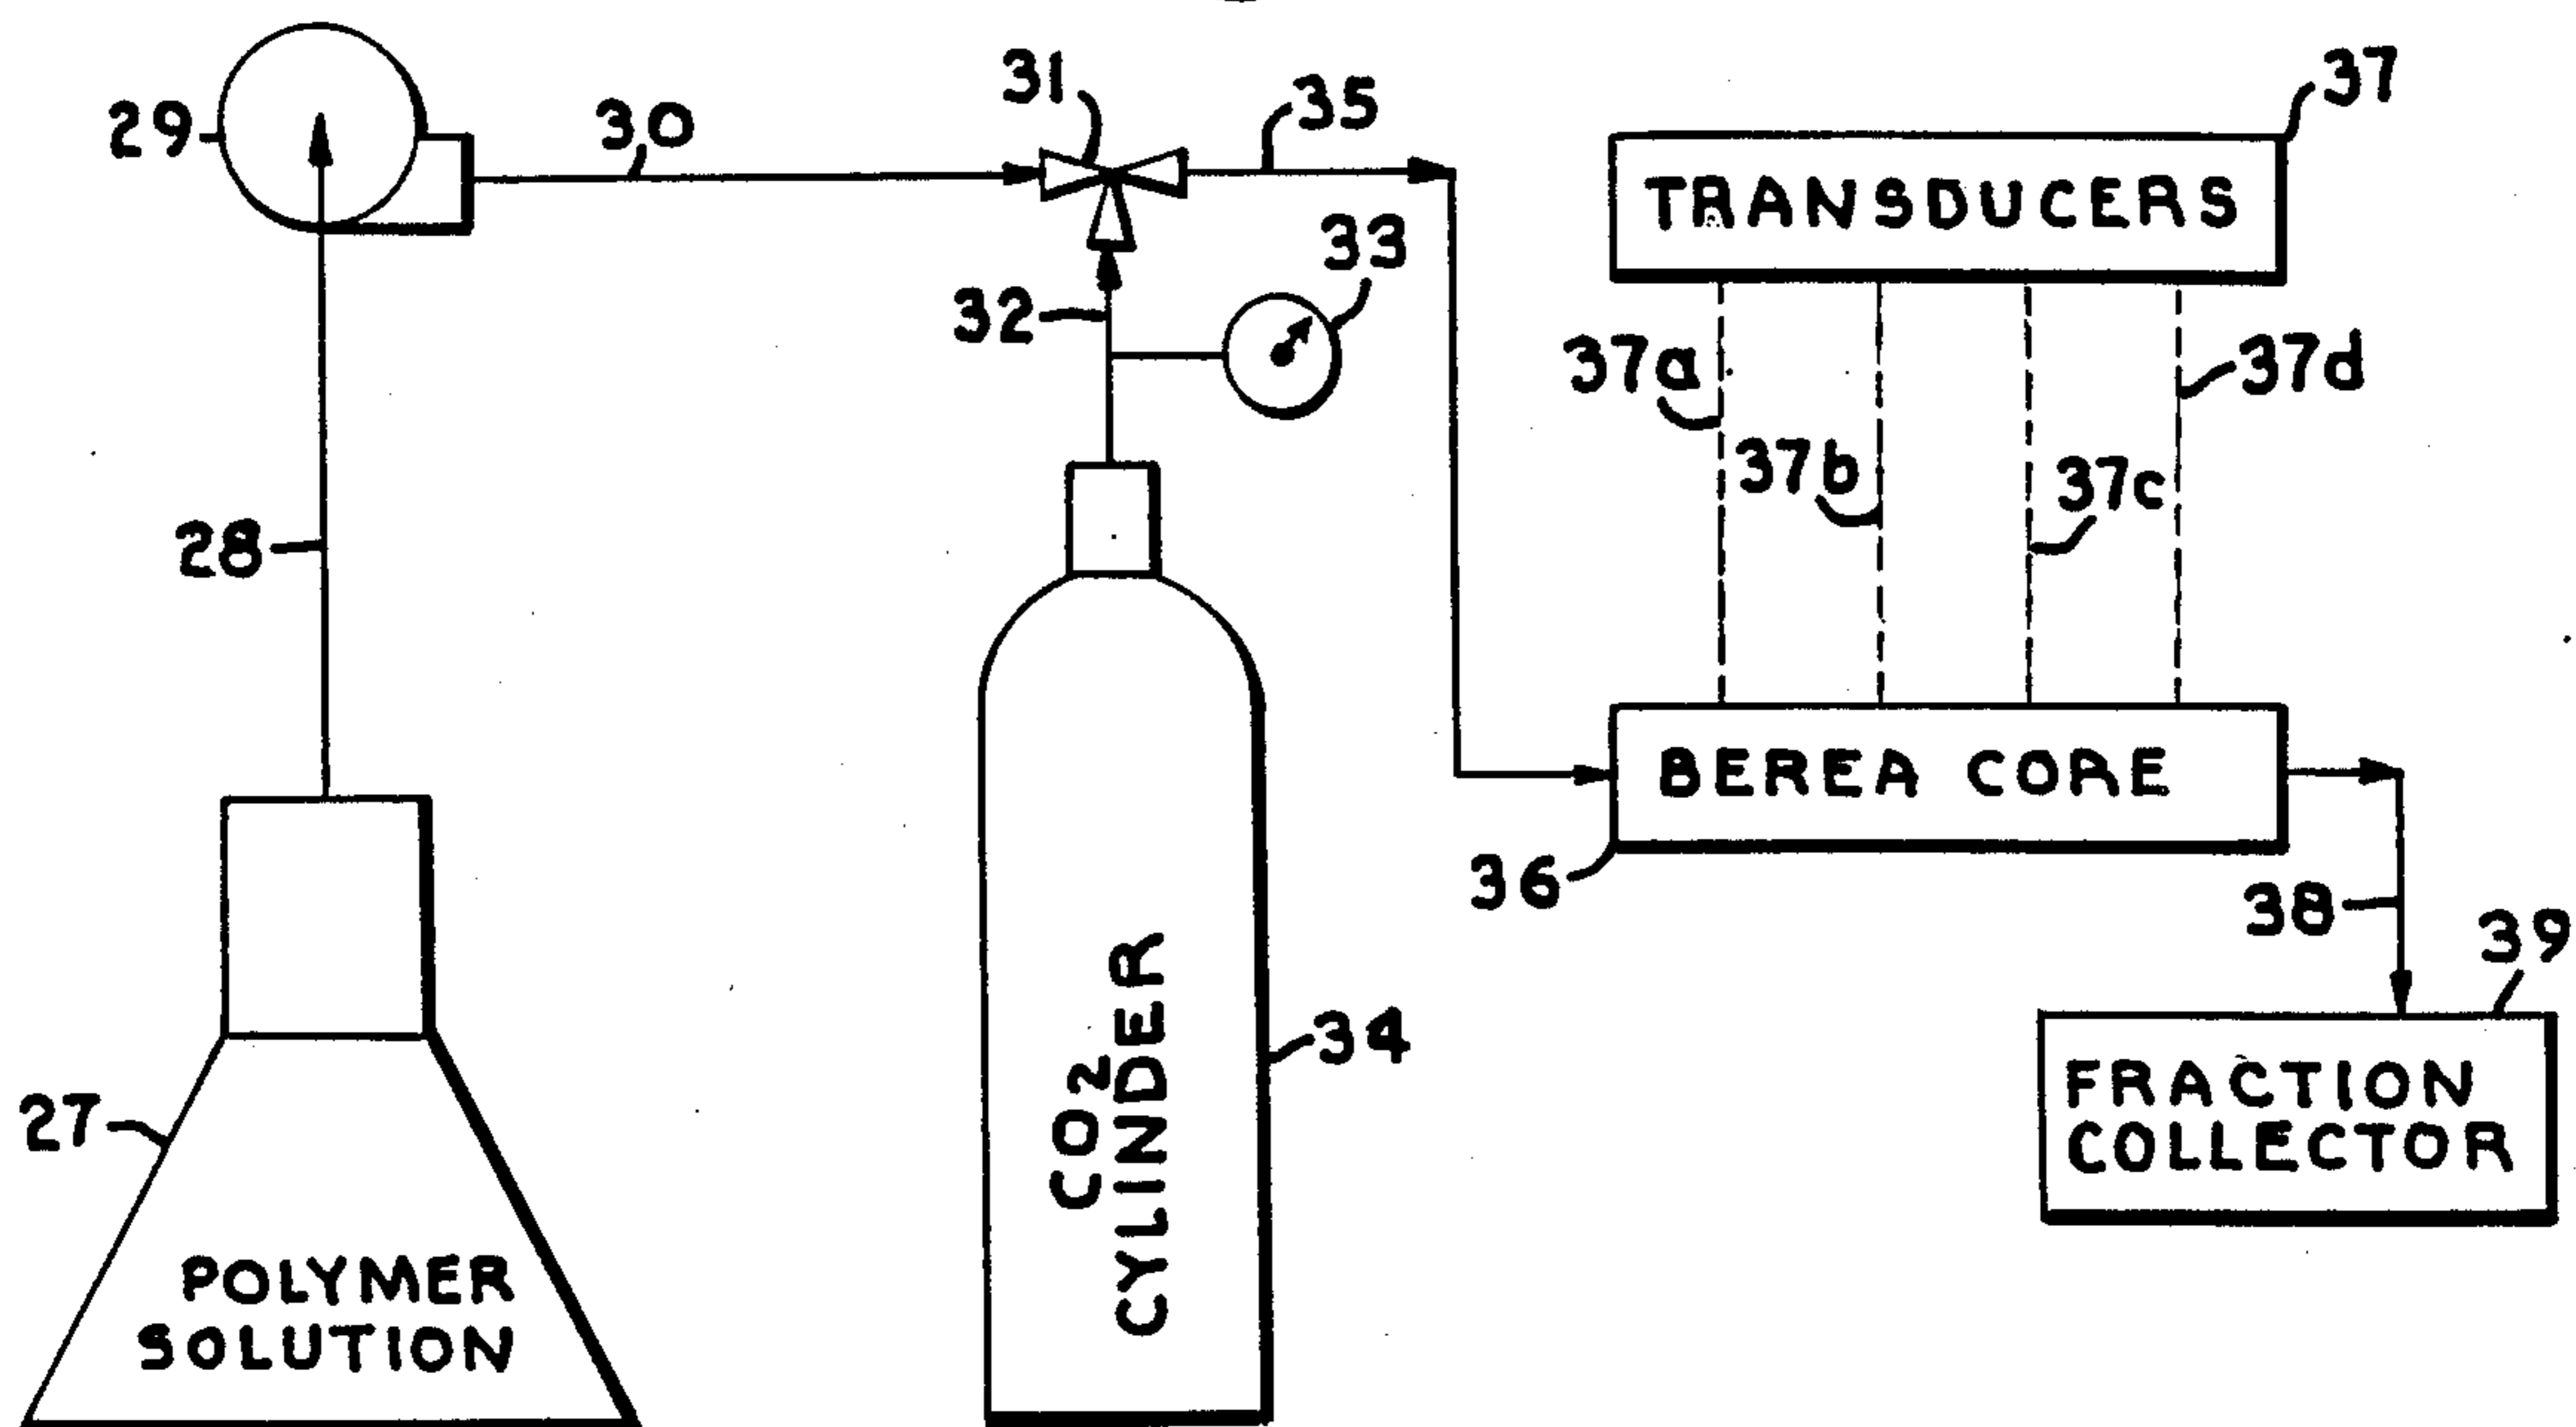 29
30
31
35
37
TRANSDUCERS
33
32
37a
37d
37b
37c
28
BEREA CORE
36
38
39
CO2
CYLINDER
34
FRACTION
COLLECTOR
27
POLYMER
SOLUTION